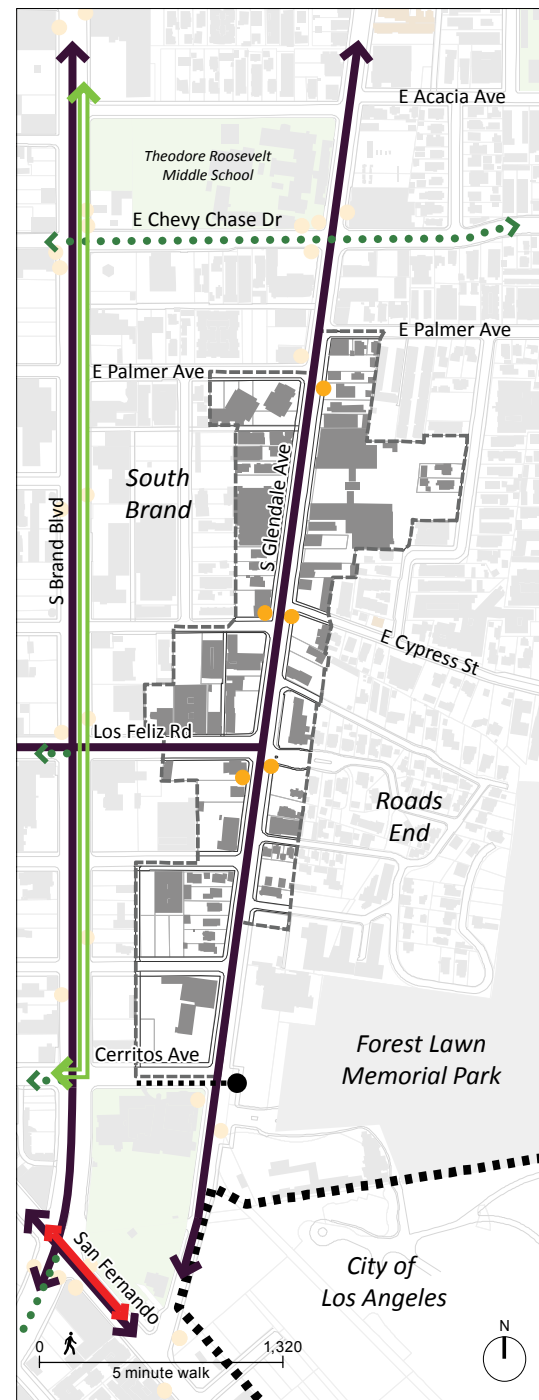 E Acacia Ave
Theodore Roosevelt
Middle School
E Chevy Chase Dr
E Palmer Ave
E Palmer Ave
South
Brand
S Glendale Ave
S Brand Blvd
E Cypress St
Los Feliz Rd
Roads
End
Cerritos Ave
Forest Lawn
Memorial Park
San Fernando
City of
Los Angeles
N
0
1,320
5 minute walk